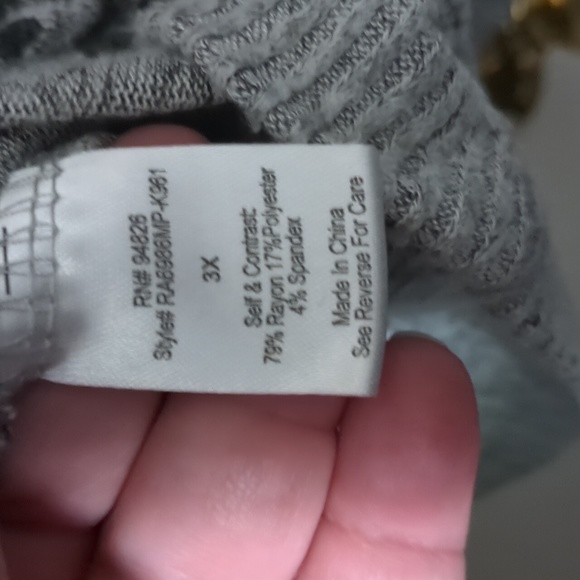 RN# 94826
Style# RA6986MP-K961
3X
Self & Contrast:
79% Rayon 17%Polyester
4% Spandex
Made In China
See Reverse For Care